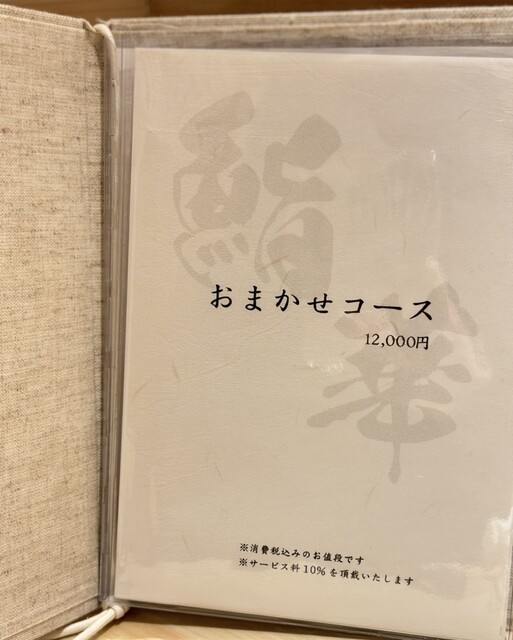 鮨
華
おまかせコース
12,000円
※消費税込みのお値段です
※サービス料10%を頂戴いたします